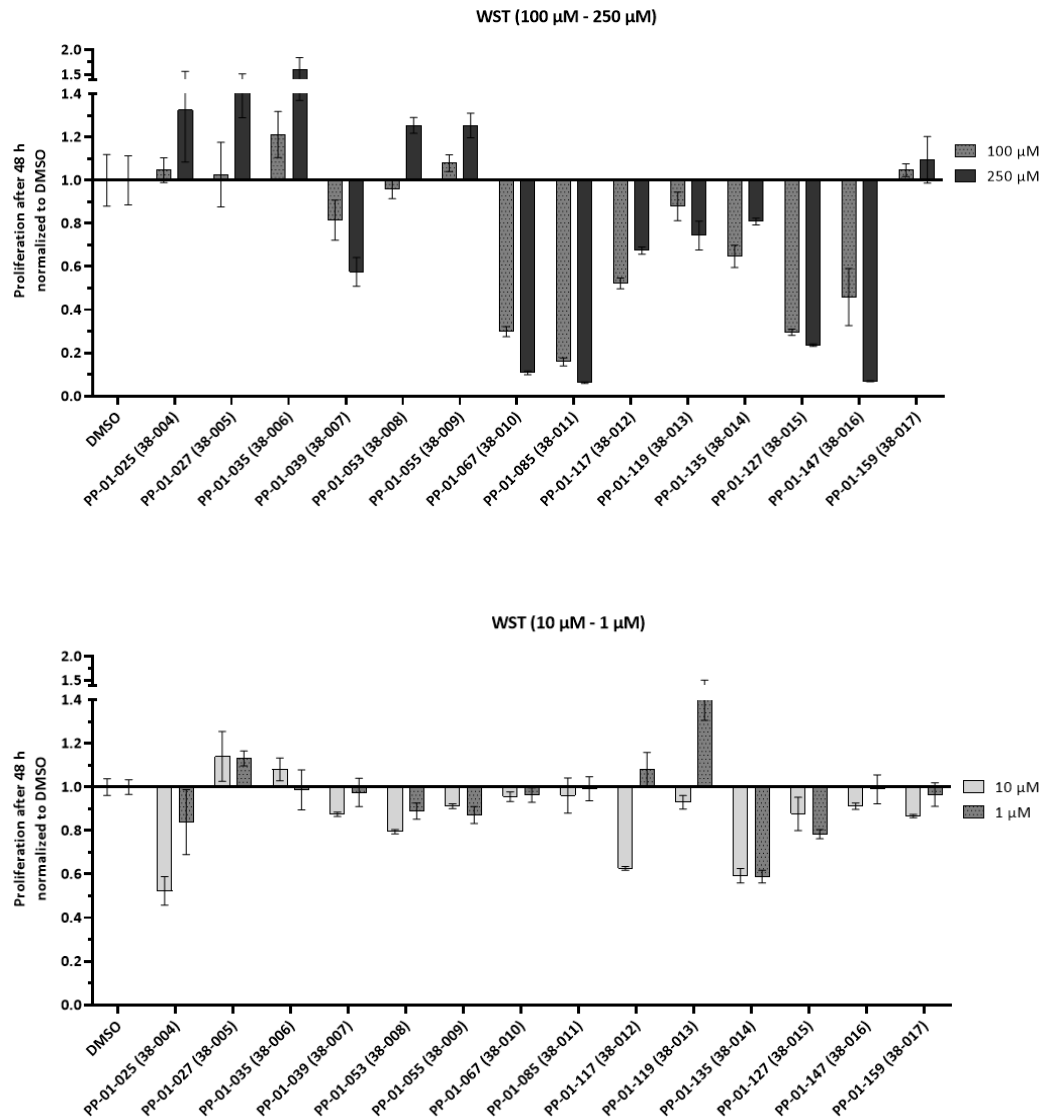 WST (100 µM - 250 µM)
Proliferation after 48 h
normalized to DMSO
2.0
1.5
1.4
1.2
1.0
0.8
0.6
0.4
0.2
0.0
100 µM
250 µM
DMSO
PP-01-025 (38-004)
PP-01-027 (38-005)
PP-01-035 (38-006)
PP-01-039 (38-007)
PP-01-053 (38-008)
PP-01-055 (38-009)
PP-01-067 (38-010)
PP-01-085 (38-011)
PP-01-117 (38-012)
PP-01-119 (38-013)
PP-01-135 (38-014)
PP-01-127 (38-015)
PP-01-147 (38-016)
PP-01-159 (38-017)
WST (10 µM - 1 µM)
Proliferation after 48 h
normalized to DMSO
2.0
1.5
1.4
1.2
1.0
0.8
0.6
0.4
0.2
0.0
10 µM
1 µM
DMSO
PP-01-025 (38-004)
PP-01-027 (38-005)
PP-01-035 (38-006)
PP-01-039 (38-007)
PP-01-053 (38-008)
PP-01-055 (38-009)
PP-01-067 (38-010)
PP-01-085 (38-011)
PP-01-117 (38-012)
PP-01-119 (38-013)
PP-01-135 (38-014)
PP-01-127 (38-015)
PP-01-147 (38-016)
PP-01-159 (38-017)